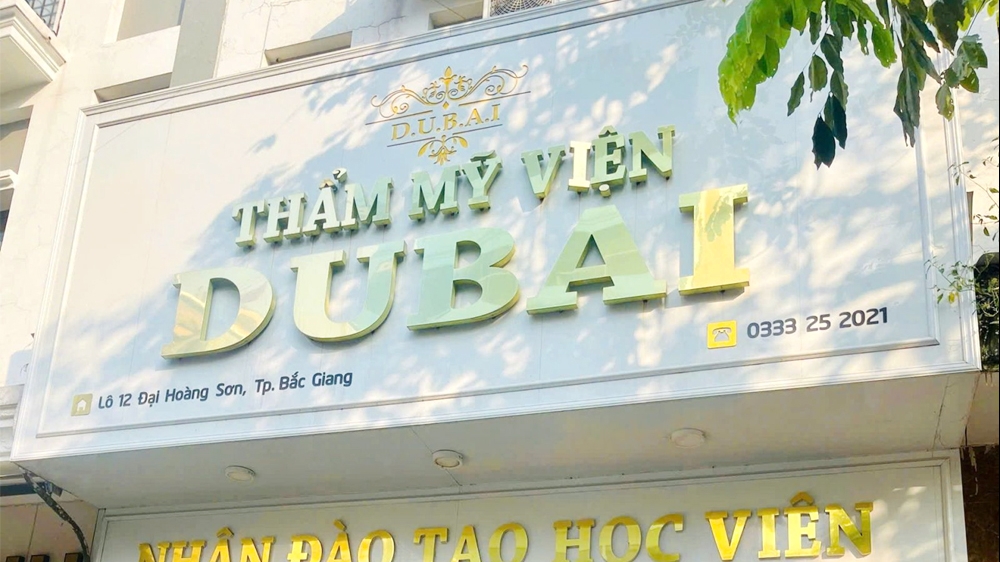 D.U.B.A.I
THẨM MỸ VIỆN
DUBAI
0333 25 2021
Lô 12 Đại Hoàng Sơn, Tp. Bắc Giang
NHẬN ĐÀO TẠO HỌC VIÊN